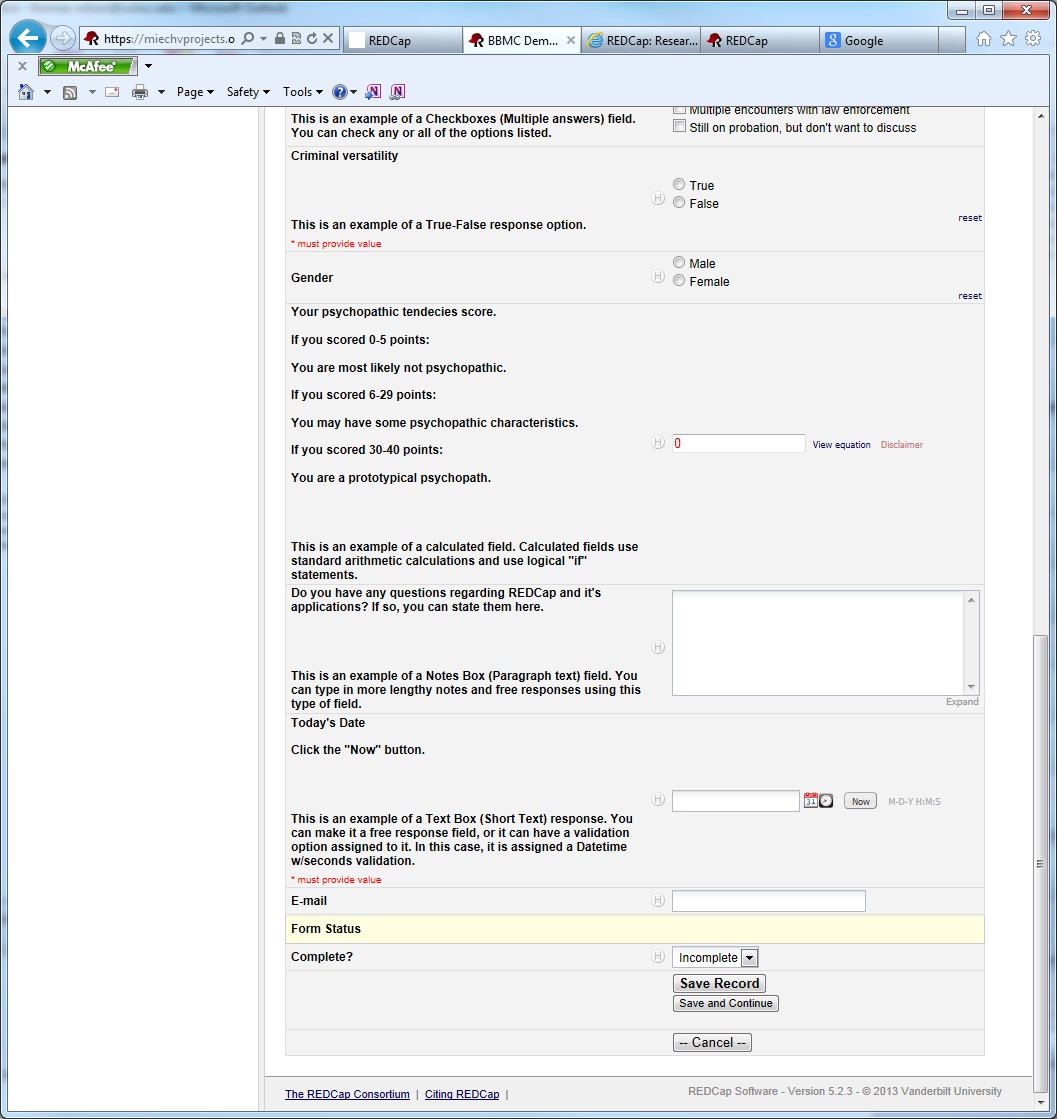 https://miechvprojects.o
REDCap
BBMC Dem...
REDCap: Resear...
REDCap
Google
McAfee
Page
Safety
Tools
Multiple encounters with law enforcement
This is an example of a Checkboxes (Multiple answers) field.
You can check any or all of the options listed.
Still on probation, but don't want to discuss
Criminal versatility
H
True
False
reset
This is an example of a True-False response option.
* must provide value
Gender
H
Male
Female
reset
Your psychopathic tendecies score.
If you scored 0-5 points:
You are most likely not psychopathic.
If you scored 6-29 points:
You may have some psychopathic characteristics.
H
0
View equation
Disclaimer
If you scored 30-40 points:
You are a prototypical psychopath.
This is an example of a calculated field. Calculated fields use
standard arithmetic calculations and use logical "if"
statements.
Do you have any questions regarding REDCap and it's
applications? If so, you can state them here.
H
This is an example of a Notes Box (Paragraph text) field. You
can type in more lengthy notes and free responses using this
type of field.
Expand
Today's Date
Click the "Now" button.
H
31
Now
M-D-Y H:M:S
This is an example of a Text Box (Short Text) response. You
can make it a free response field, or it can have a validation
option assigned to it. In this case, it is assigned a Datetime
w/seconds validation.
* must provide value
E-mail
H
Form Status
Complete?
H
Incomplete
Save Record
Save and Continue
-- Cancel --
The REDCap Consortium | Citing REDCap |
REDCap Software - Version 5.2.3 - © 2013 Vanderbilt University